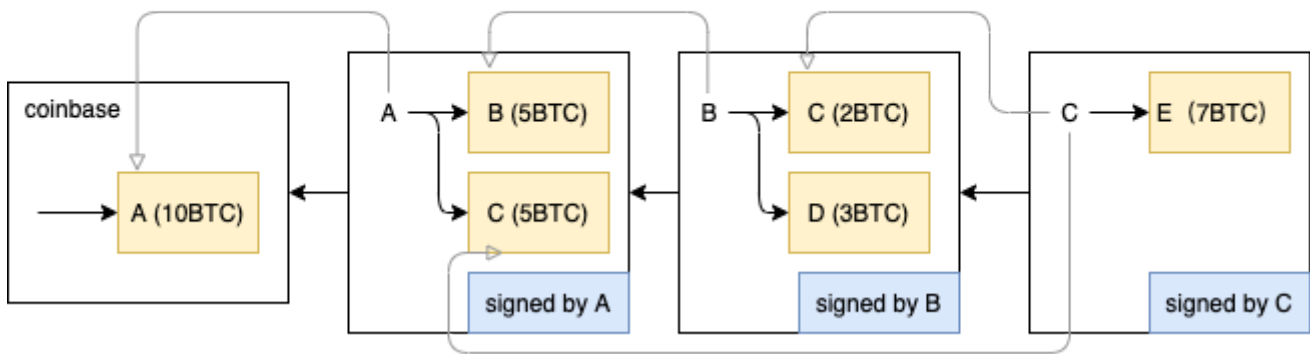 coinbase
A (10BTC)
A
B (5BTC)
C (5BTC)
signed by A
B
C (2BTC)
D (3BTC)
signed by B
C
E （7BTC）
signed by C